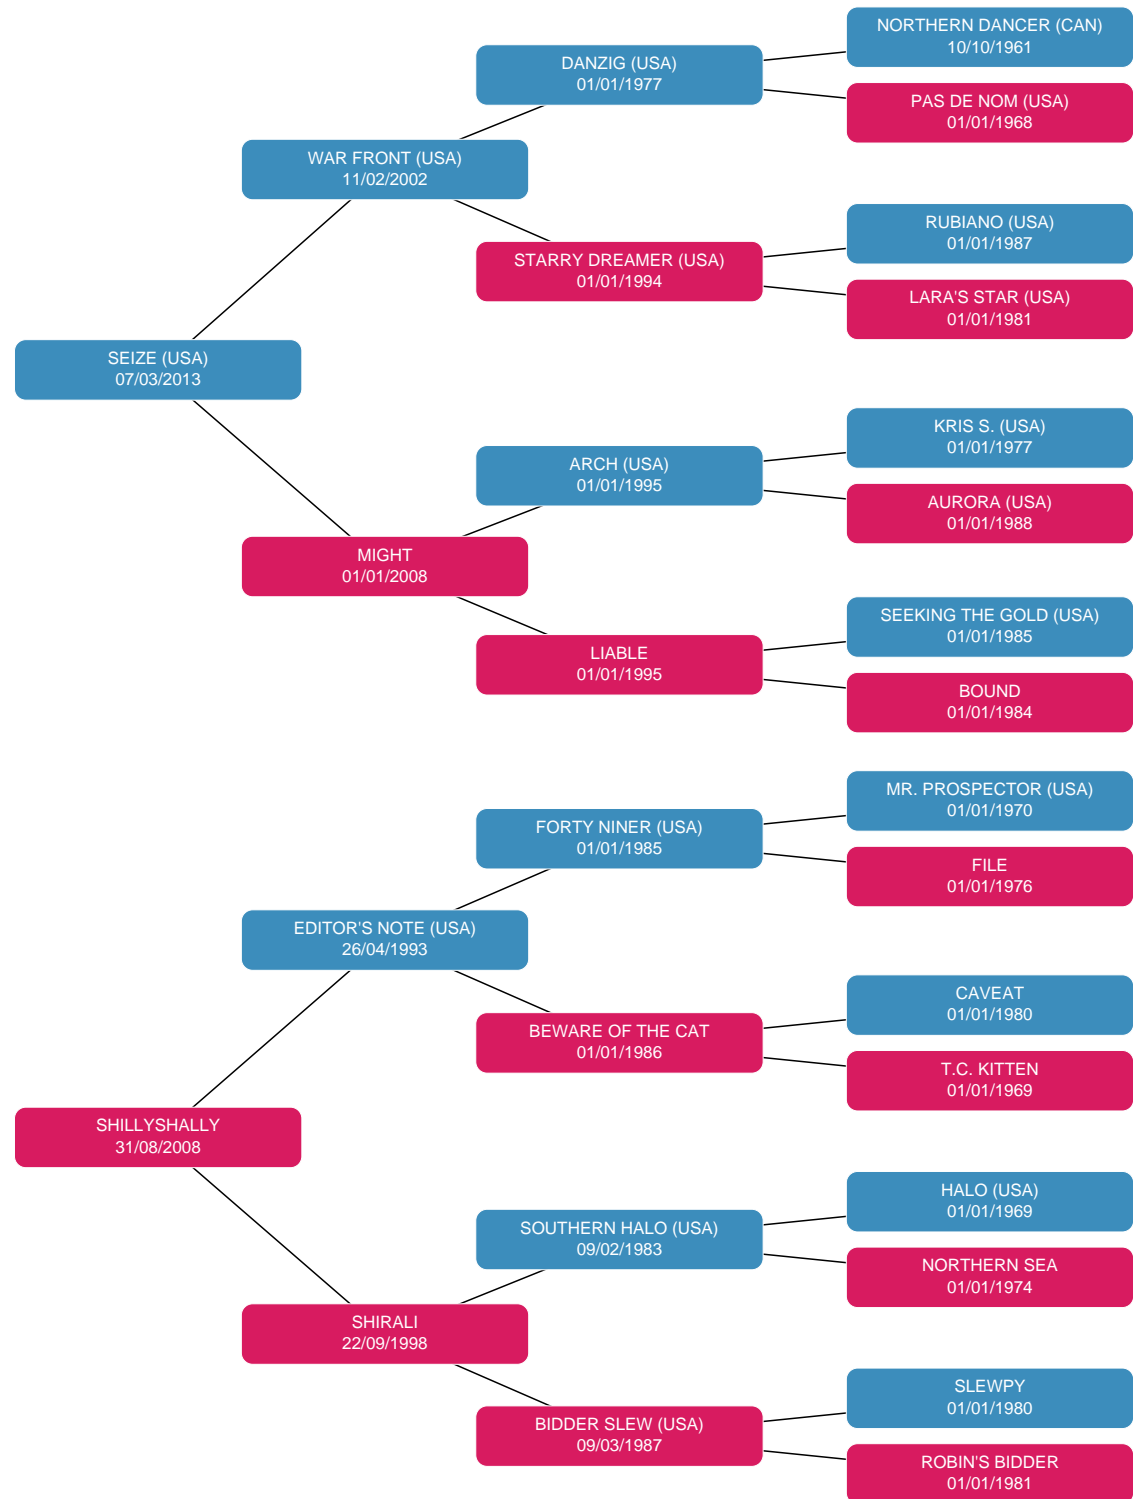 NORTHERN DANCER (CAN)
10/10/1961
DANZIG (USA)
01/01/1977
PAS DE NOM (USA)
01/01/1968
WAR FRONT (USA)
11/02/2002
RUBIANO (USA)
01/01/1987
STARRY DREAMER (USA)
01/01/1994
LARA'S STAR (USA)
01/01/1981
SEIZE (USA)
07/03/2013
KRIS S. (USA)
01/01/1977
ARCH (USA)
01/01/1995
AURORA (USA)
01/01/1988
MIGHT
01/01/2008
SEEKING THE GOLD (USA)
01/01/1985
LIABLE
01/01/1995
BOUND
01/01/1984
MR. PROSPECTOR (USA)
01/01/1970
FORTY NINER (USA)
01/01/1985
FILE
01/01/1976
EDITOR'S NOTE (USA)
26/04/1993
CAVEAT
01/01/1980
BEWARE OF THE CAT
01/01/1986
T.C. KITTEN
01/01/1969
SHILLYSHALLY
31/08/2008
HALO (USA)
01/01/1969
SOUTHERN HALO (USA)
09/02/1983
NORTHERN SEA
01/01/1974
SHIRALI
22/09/1998
SLEWPY
01/01/1980
BIDDER SLEW (USA)
09/03/1987
ROBIN'S BIDDER
01/01/1981